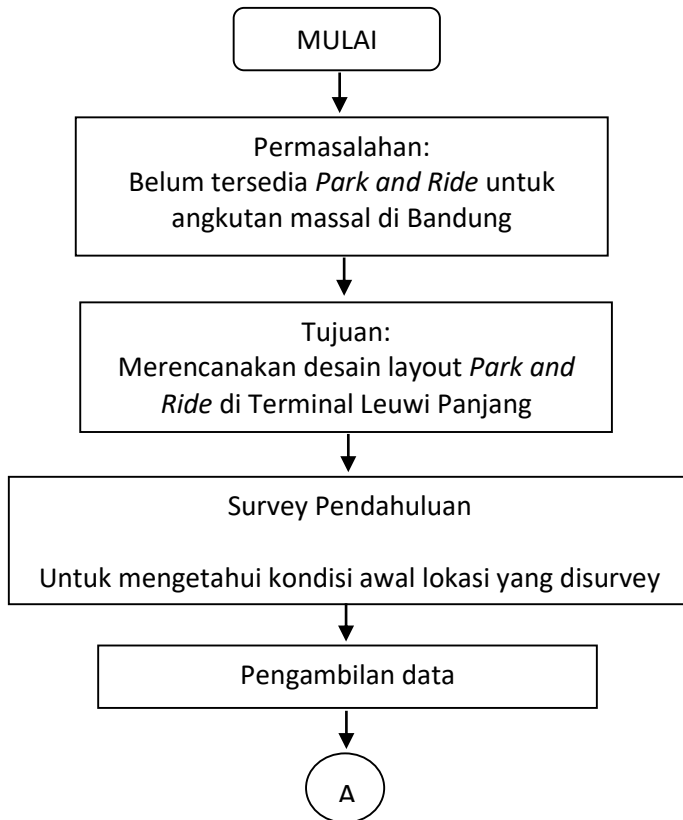 MULAI
Permasalahan:
Belum tersedia Park and Ride untuk
angkutan massal di Bandung
Tujuan:
Merencanakan desain layout Park and
Ride di Terminal Leuwi Panjang
Survey Pendahuluan
Untuk mengetahui kondisi awal lokasi yang disurvey
Pengambilan data
A